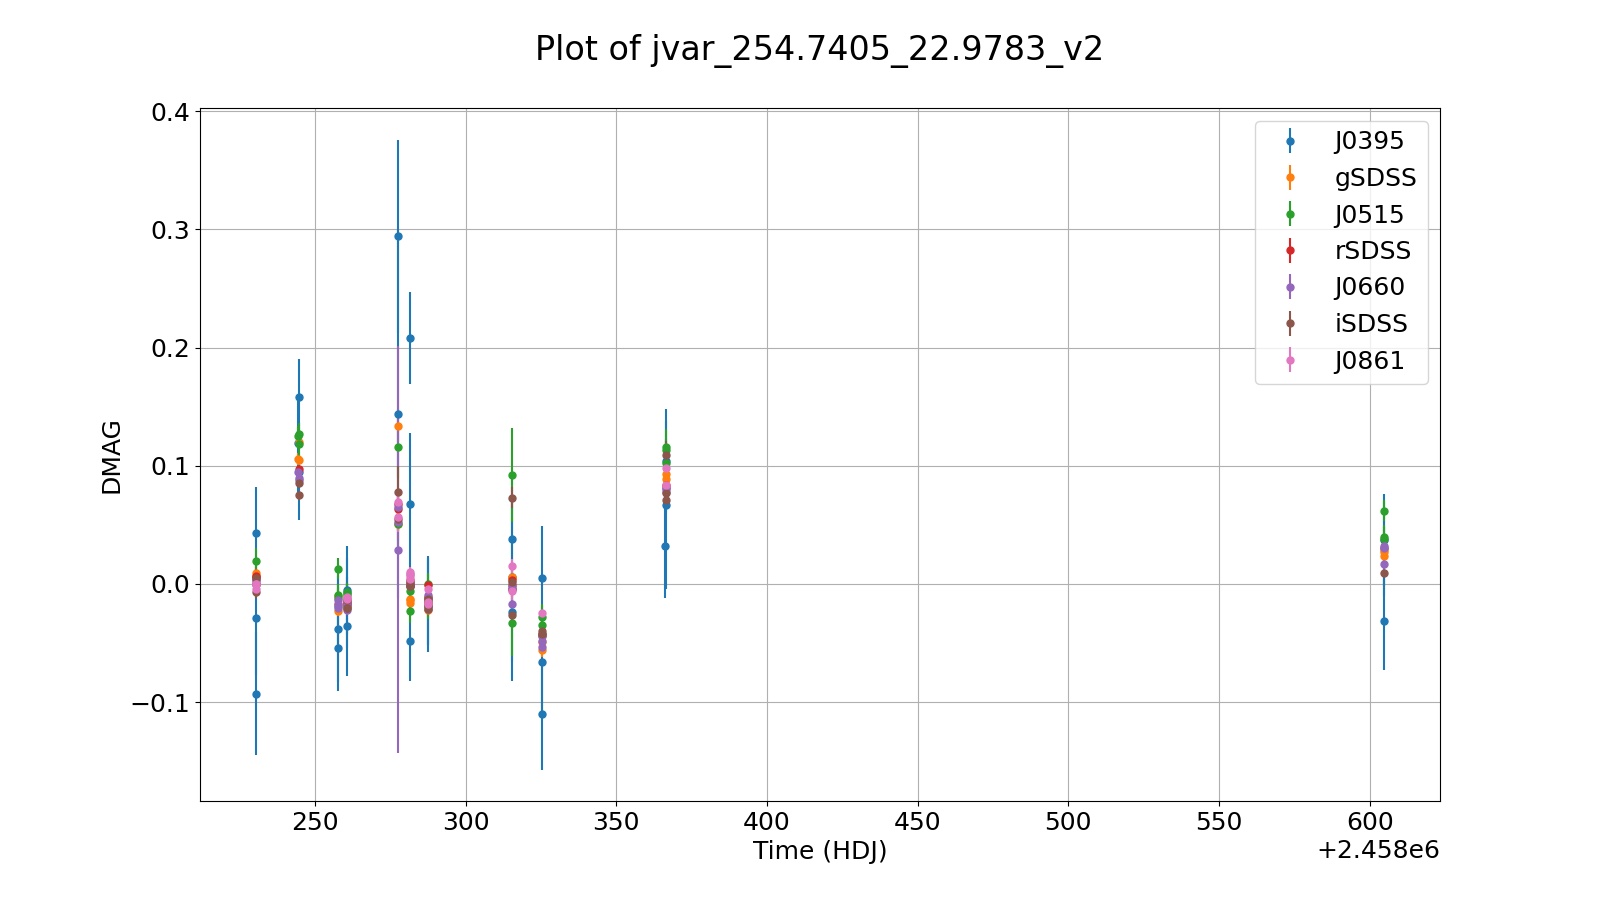 Plot of jvar_254.7405_22.9783_v2
0.4
0.3
0.2
0.1
0.0
−0.1
DMAG
J0395
gSDSS
J0515
rSDSS
J0660
iSDSS
J0861
250 300 350 400 450 500 550 600
Time (HDJ)
+2.458e6